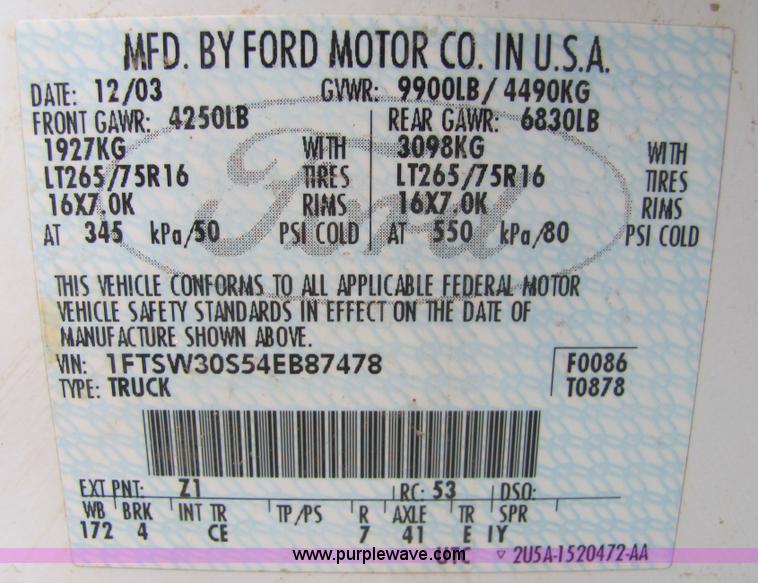 MFD. BY FORD MOTOR CO. IN U.S.A.
DATE: 12/03 GVWR: 9900LB/ 4490KG
FRONT GAWR: 4250LB REAR GAWR: 6830LB
1927KG WITH 3098KG WITH
LT265/75R16 TIRES LT265/75R16 TIRES
16X7.0K RIMS 16X7.0K RIMS
AT 345 kPa/50 PSI COLD AT 550 kPa/80 PSI COLD
Ford
THIS VEHICLE CONFORMS TO ALL APPLICABLE FEDERAL MOTOR
VEHICLE SAFETY STANDARDS IN EFFECT ON THE DATE OF
MANUFACTURE SHOWN ABOVE.
VIN: 1FTSW30S54EB87478 F0086
TYPE: TRUCK T0878
EXT PNT: Z1 RC: 53 DSO:
WB BRK INT TR TP/PS R AXLE TR SPR
172 4 CE 7 41 E IY
www.purplewave.com
UTC ▽ 2U5A-1520472-AA